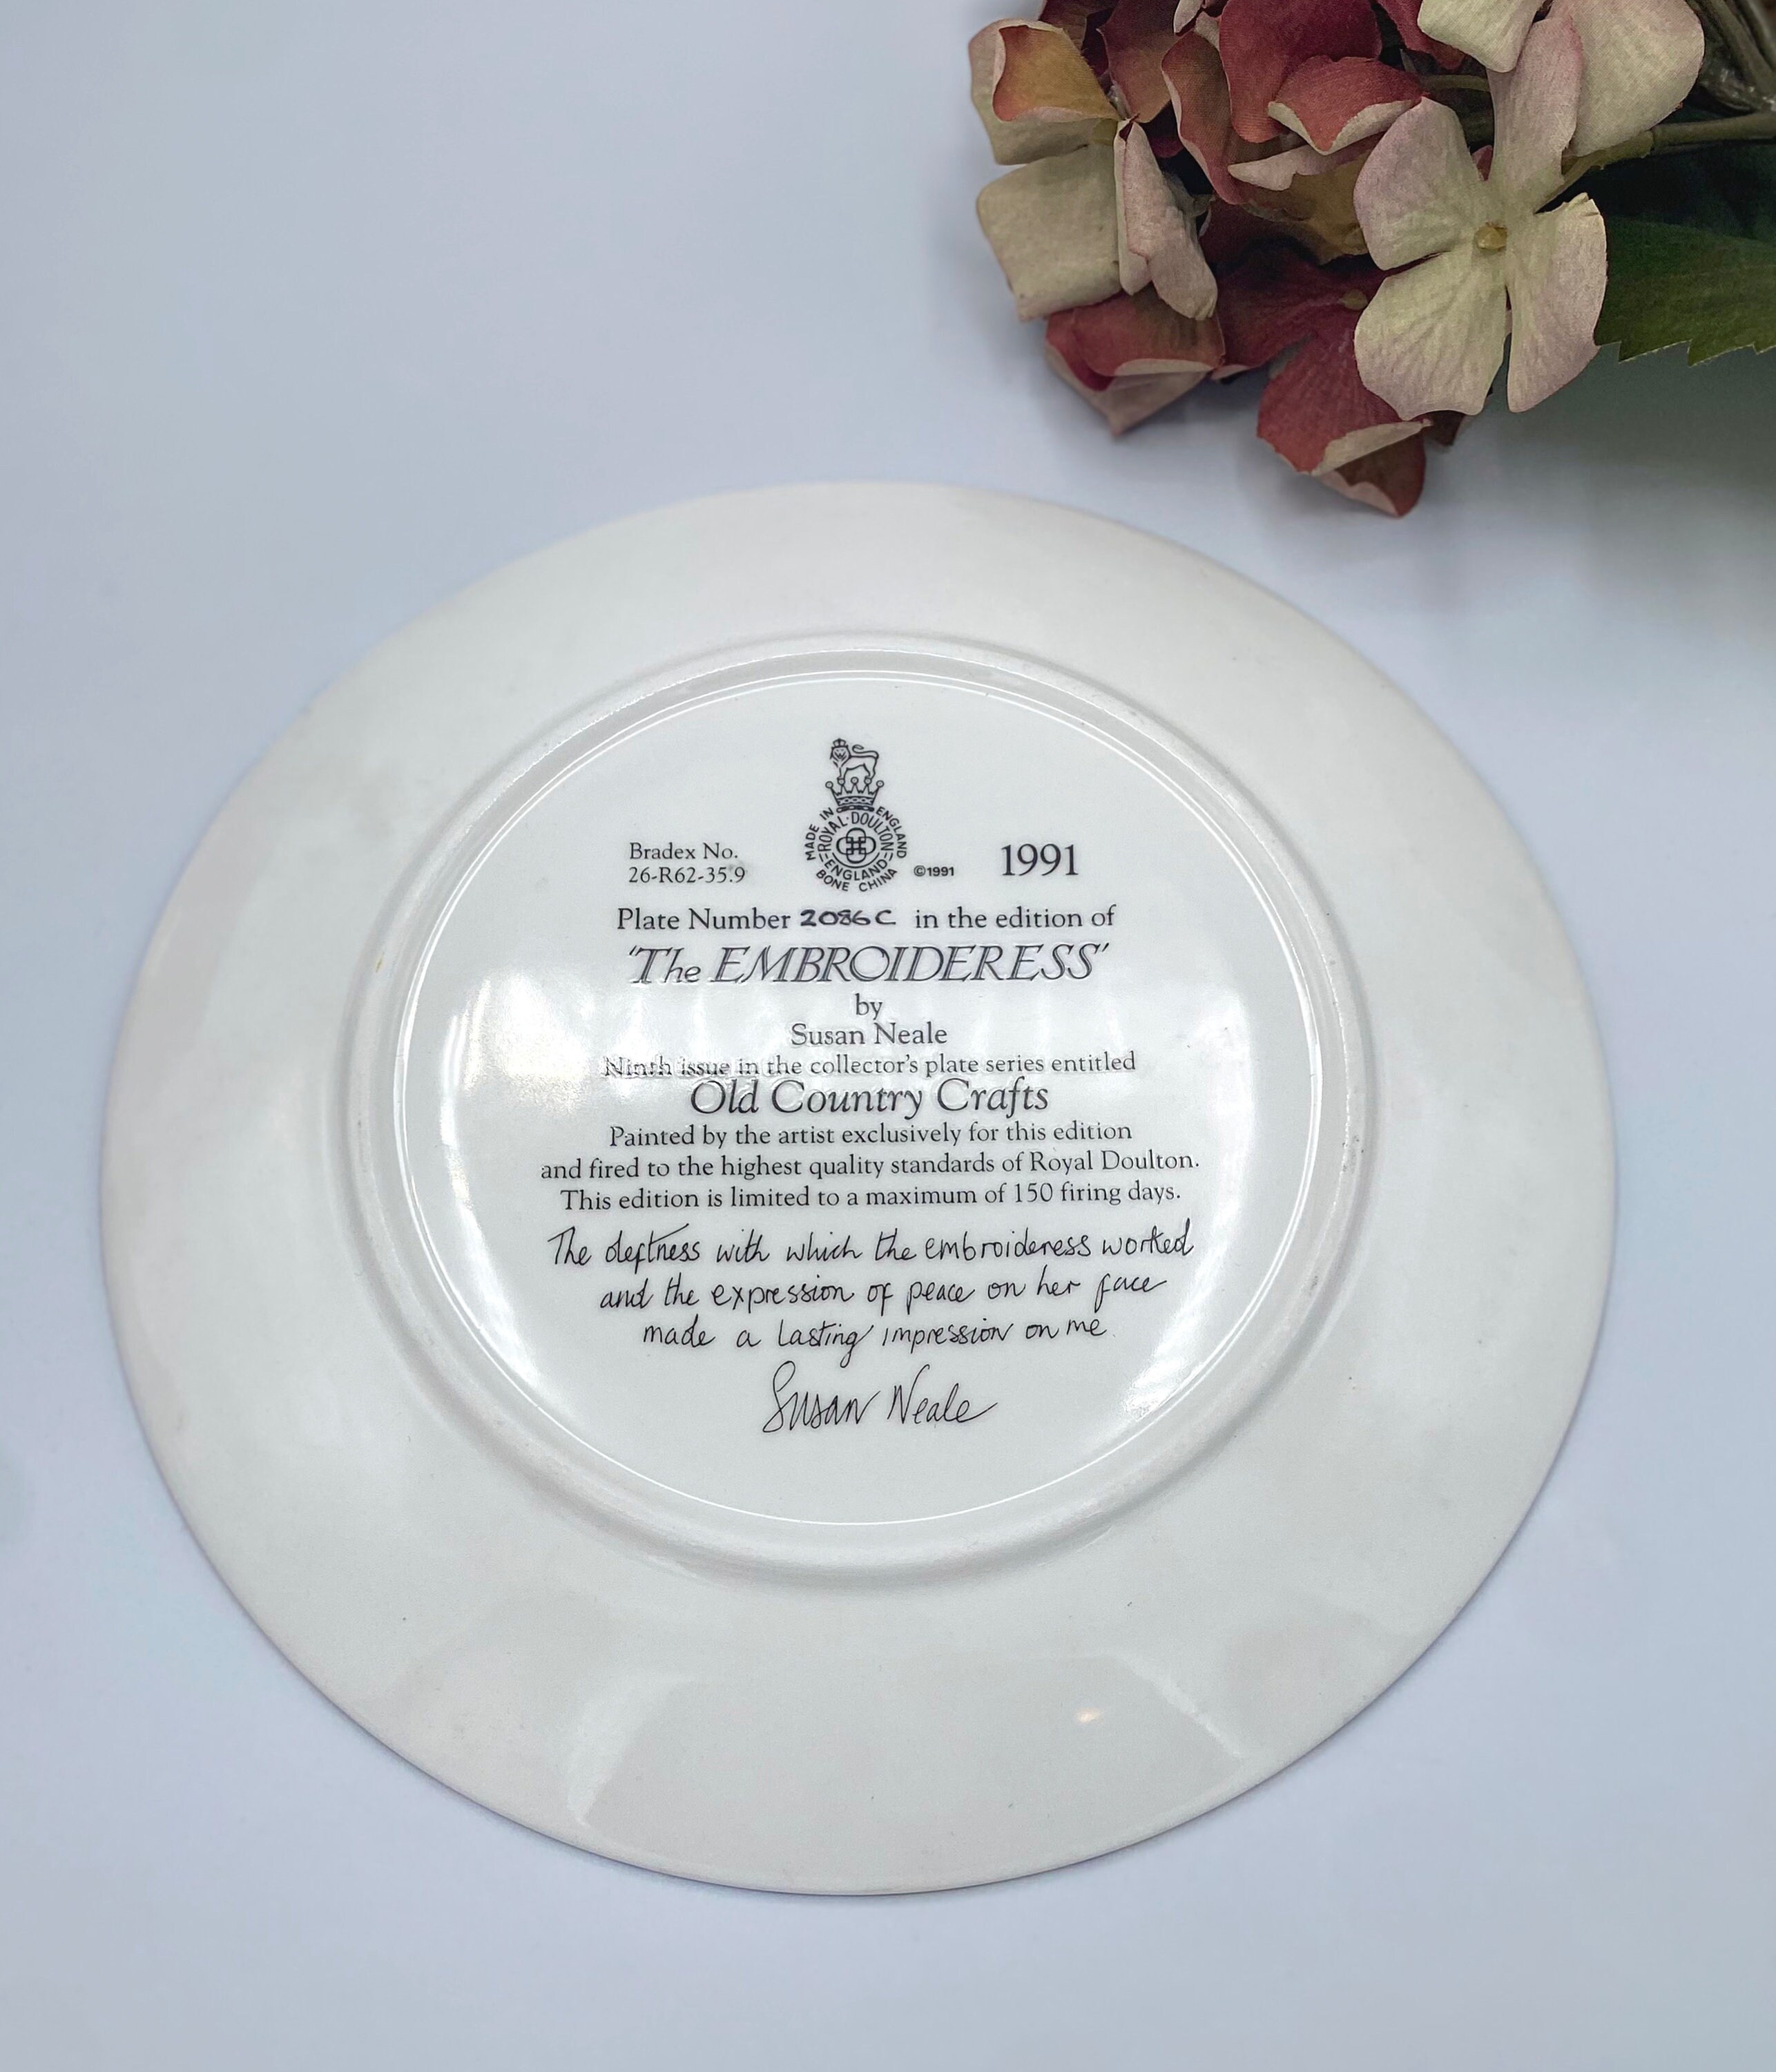 MADE IN ENGLAND
ROYAL·DOULTON
ENGLAND
BONE CHINA
©1991
Bradex No.
26-R62-35.9
1991
Plate Number 2086C in the edition of
'The EMBROIDERESS'
by
Susan Neale
Ninth issue in the collector's plate series entitled
Old Country Crafts
Painted by the artist exclusively for this edition
and fired to the highest quality standards of Royal Doulton.
This edition is limited to a maximum of 150 firing days.
The deftness with which the embroideress worked
and the expression of peace on her face
made a lasting impression on me.
Susan Neale